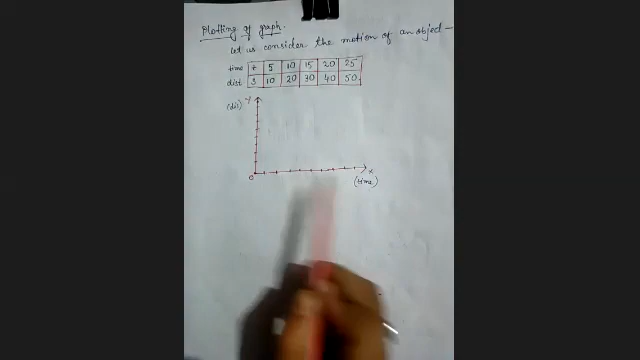 Plotting of graph.
Let us consider the motion of an object -
time t 5 10 15 20 25
dist S 10 20 30 40 50
(dist) Y
O X
(time)